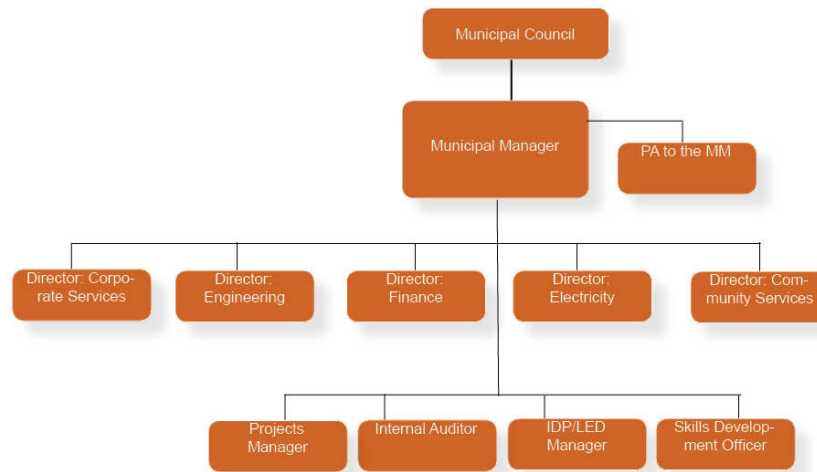 Municipal Council
Municipal Manager
PA to the MM
Director: Corpo-
rate Services
Director:
Engineering
Director:
Finance
Director:
Electricity
Director: Com-
munity Services
Projects
Manager
Internal Auditor
IDP/LED
Manager
Skills Develop-
ment Officer